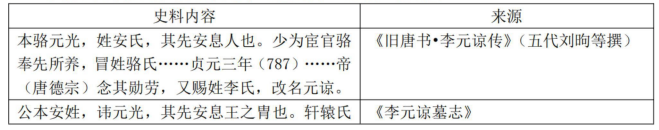 史料内容 来源
本骆元光，姓安氏，其先安息人也。少为宦官骆 《旧唐书•李元谅传》（五代刘昫等撰）
奉先所养，冒姓骆氏……贞元三年（787）……帝
（唐德宗）念其勋劳，又赐姓李氏，改名元谅。
公本安姓，讳元光，其先安息王之胄也。轩辕氏 《李元谅墓志》